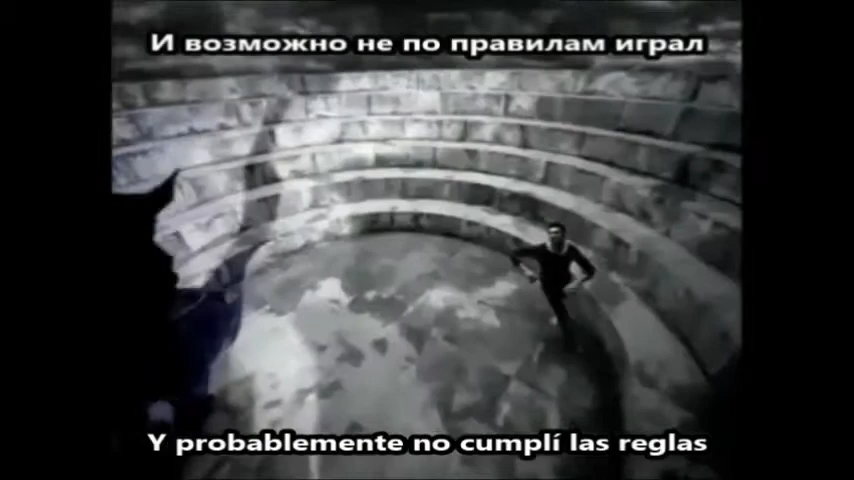 И возможно не по правилам играл
Y probablemente no cumplí las reglas